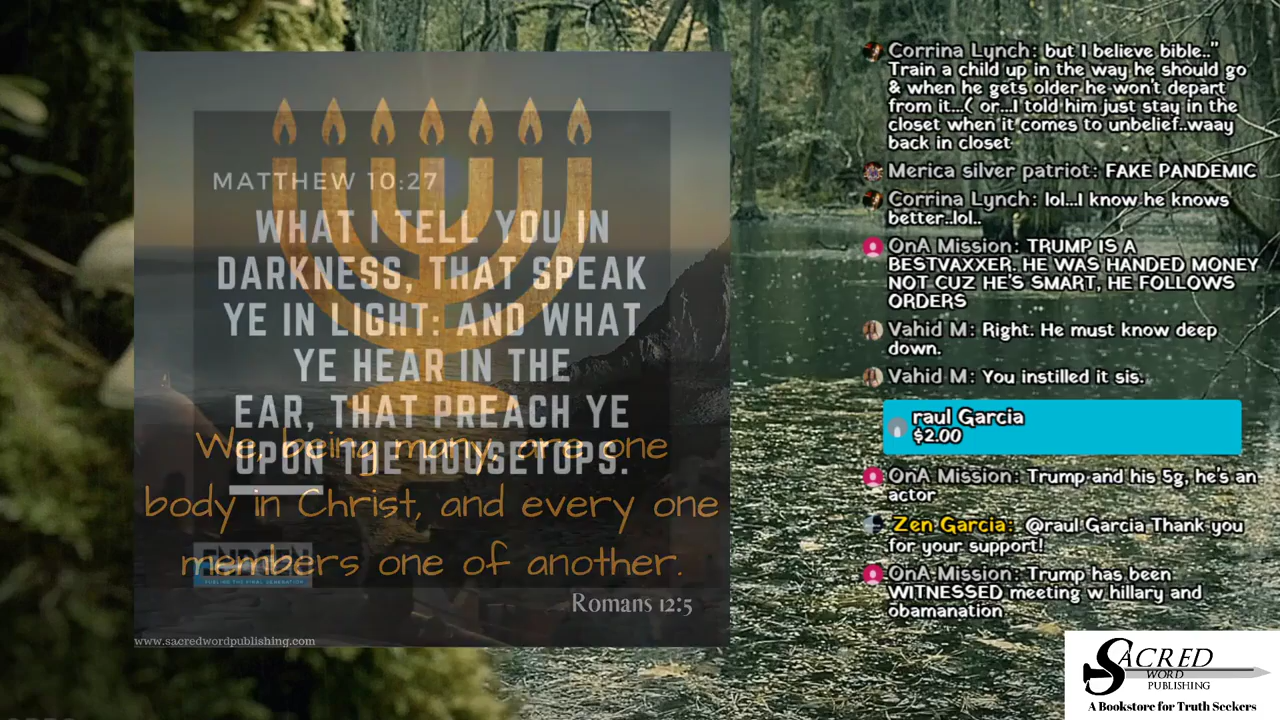 MATTHEW 10:27
WHAT I TELL YOU IN
DARKNESS, THAT SPEAK
YE IN LIGHT: AND WHAT
YE HEAR IN THE
EAR, THAT PREACH YE
UPON THE HOUSETOPS.
We, being many, are one
body in Christ, and every one
members one of another.
Romans 12:5
ENDGEN
FUELING THE FINAL GENERATION
www.sacredwordpublishing.com
Corrina Lynch: but I believe bible.."
Train a child up in the way he should go
& when he gets older he won't depart
from it...( or...I told him just stay in the
closet when it comes to unbelief..waay
back in closet
Merica silver patriot: FAKE PANDEMIC
Corrina Lynch: lol...I know he knows
better..lol..
OnA Mission: TRUMP IS A
BESTVAXXER. HE WAS HANDED MONEY
NOT CUZ HE'S SMART, HE FOLLOWS
ORDERS
Vahid M: Right. He must know deep
down.
Vahid M: You instilled it sis.
raul Garcia
$2.00
OnA Mission: Trump and his 5g, he's an
actor
Zen Garcia: @raul Garcia Thank you
for your support!
OnA Mission: Trump has been
WITNESSED meeting w hillary and
obamanation
SACRED
WORD
PUBLISHING
A Bookstore for Truth Seekers